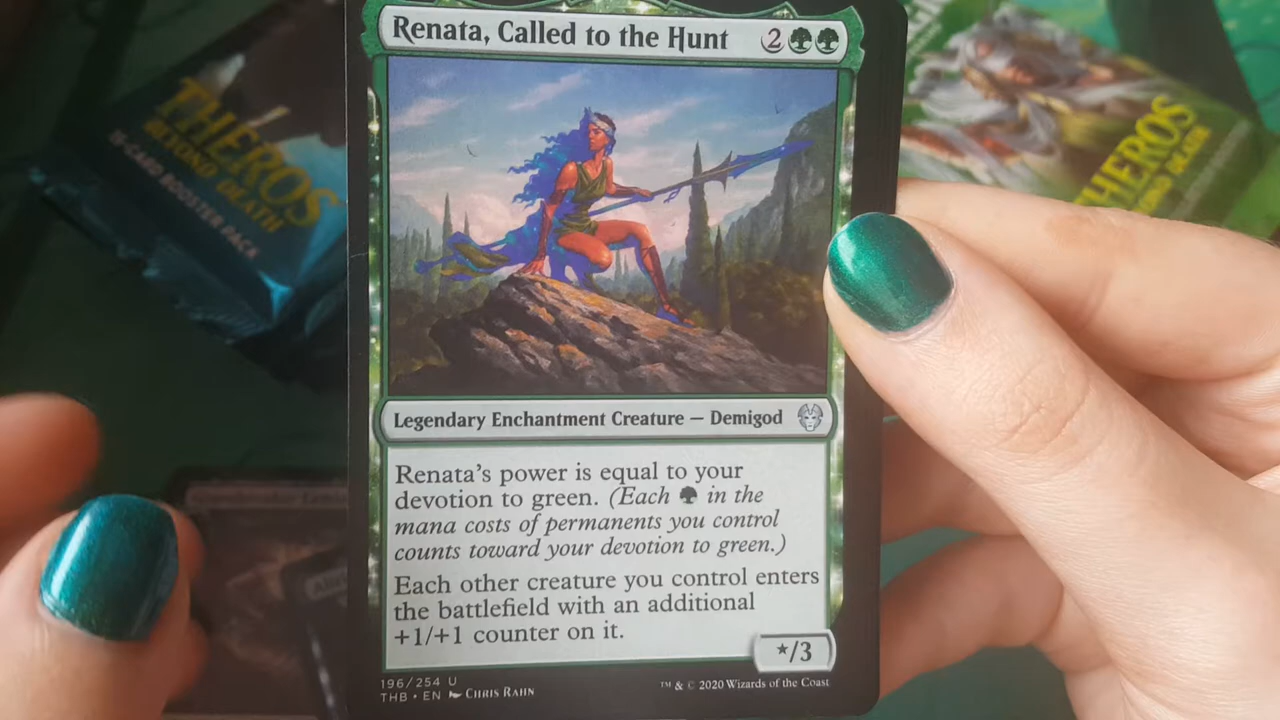 Renata, Called to the Hunt 2
THEROS
BEYOND DEATH
15-CARD BOOSTER PACK
THEROS
Legendary Enchantment Creature — Demigod
Renata's power is equal to your
devotion to green. (Each in the
mana costs of permanents you control
counts toward your devotion to green.)
Each other creature you control enters
the battlefield with an additional
+1/+1 counter on it.
*/3
196/254 U
THB • EN Chris Rahn
™ & © 2020 Wizards of the Coast